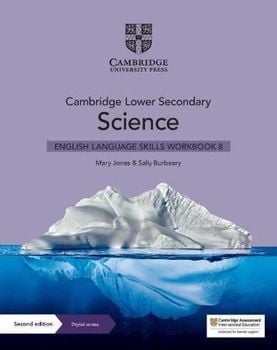 CAMBRIDGE
UNIVERSITY PRESS
Cambridge Lower Secondary
Science
ENGLISH LANGUAGE SKILLS WORKBOOK 8
Mary Jones & Sally Burbeary
Second edition
Digital access
Cambridge Assessment
International Education